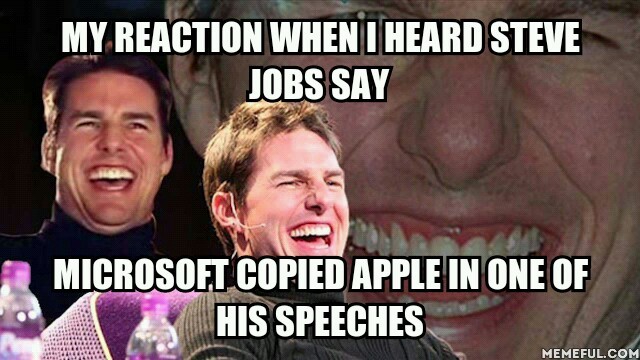 MY REACTION WHEN I HEARD STEVE
JOBS SAY
MICROSOFT COPIED APPLE IN ONE OF
HIS SPEECHES
MEMEFUL.COM